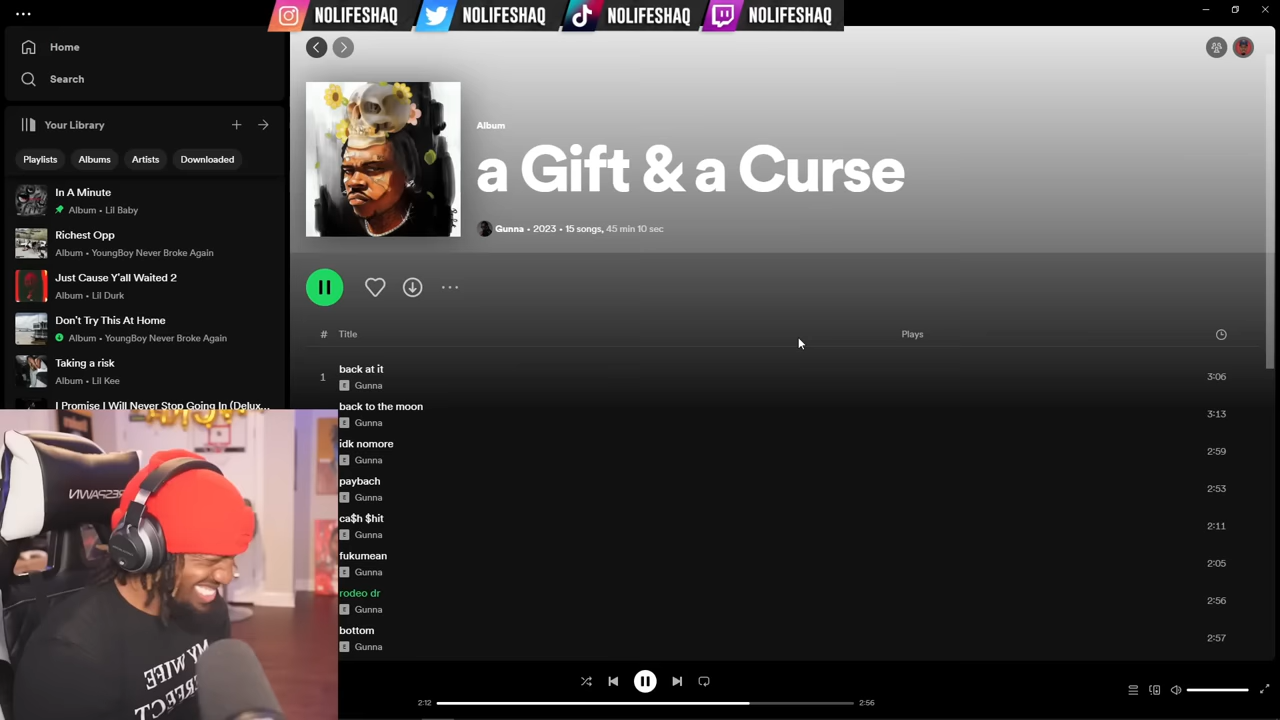 NOLIFESHAQ
NOLIFESHAQ
NOLIFESHAQ
NOLIFESHAQ
Home
Search
Your Library
Playlists
Albums
Artists
Downloaded
In A Minute
Album • Lil Baby
Richest Opp
Album • YoungBoy Never Broke Again
Just Cause Y'all Waited 2
Album • Lil Durk
Don't Try This At Home
Album • YoungBoy Never Broke Again
Taking a risk
Album • Lil Kee
I Promise I Will Never Stop Going In (Delux...
Album
a Gift & a Curse
Gunna • 2023 • 15 songs, 45 min 10 sec
# Title Plays
1 back at it 3:06
E Gunna
back to the moon 3:13
E Gunna
idk nomore 2:59
E Gunna
paybach 2:53
E Gunna
ca$h $hit 2:11
E Gunna
fukumean 2:05
E Gunna
rodeo dr 2:56
E Gunna
bottom 2:57
E Gunna
2:12 2:56
RESPAWN
MY WIFE